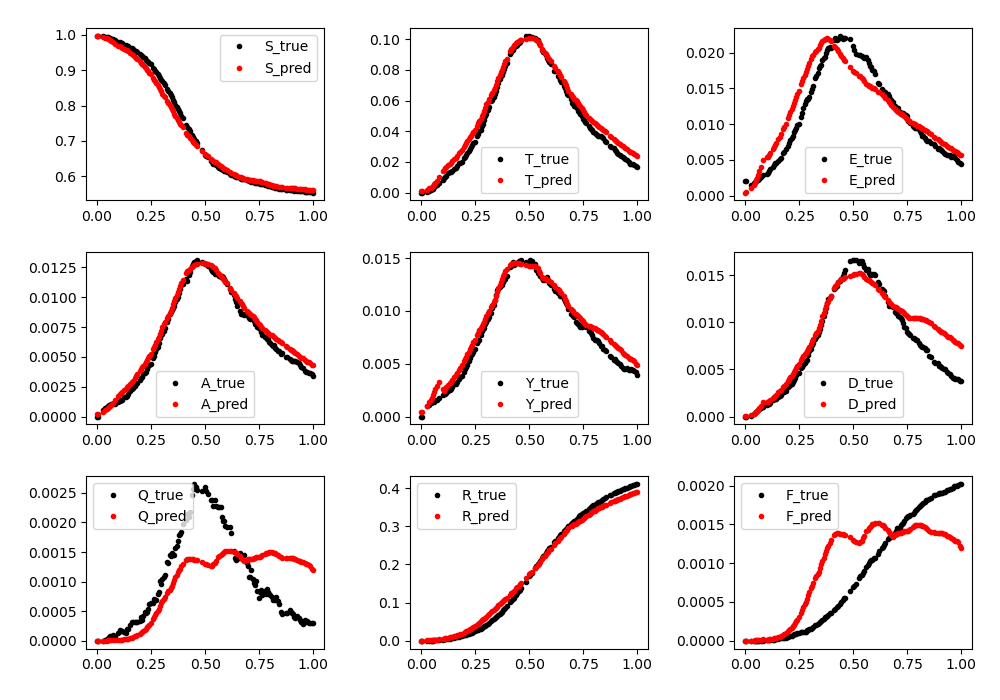 1.0
0.9
0.8
0.7
0.6
S_true
S_pred
0.00 0.25 0.50 0.75 1.00
0.10
0.08
0.06
0.04
0.02
0.00
T_true
T_pred
0.00 0.25 0.50 0.75 1.00
0.020
0.015
0.010
0.005
0.000
E_true
E_pred
0.00 0.25 0.50 0.75 1.00
0.0125
0.0100
0.0075
0.0050
0.0025
0.0000
A_true
A_pred
0.00 0.25 0.50 0.75 1.00
0.015
0.010
0.005
0.000
Y_true
Y_pred
0.00 0.25 0.50 0.75 1.00
0.015
0.010
0.005
0.000
D_true
D_pred
0.00 0.25 0.50 0.75 1.00
0.0025
0.0020
0.0015
0.0010
0.0005
0.0000
Q_true
Q_pred
0.00 0.25 0.50 0.75 1.00
0.4
0.3
0.2
0.1
0.0
R_true
R_pred
0.00 0.25 0.50 0.75 1.00
0.0020
0.0015
0.0010
0.0005
0.0000
F_true
F_pred
0.00 0.25 0.50 0.75 1.00